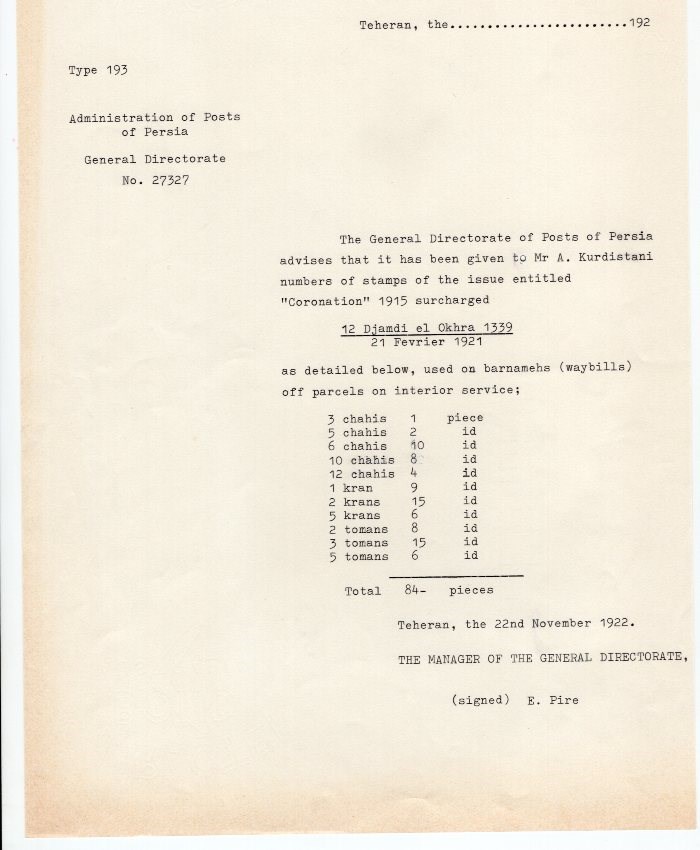 Teheran, the........................192
Type 193
Administration of Posts
of Persia
General Directorate
No. 27327
The General Directorate of Posts of Persia
advises that it has been given to Mr A. Kurdistani
numbers of stamps of the issue entitled
"Coronation" 1915 surcharged
12 Djamdi el Okhra 1339
21 Fevrier 1921
as detailed below, used on barnamehs (waybills)
off parcels on interior service;
3 chahis 1 piece
5 chahis 2 id
6 chahis 10 id
10 chahis 8 id
12 chahis 4 id
1 kran 9 id
2 krans 15 id
5 krans 6 id
2 tomans 8 id
3 tomans 15 id
5 tomans 6 id
Total 84- pieces
Teheran, the 22nd November 1922.
THE MANAGER OF THE GENERAL DIRECTORATE,
(signed) E. Pire